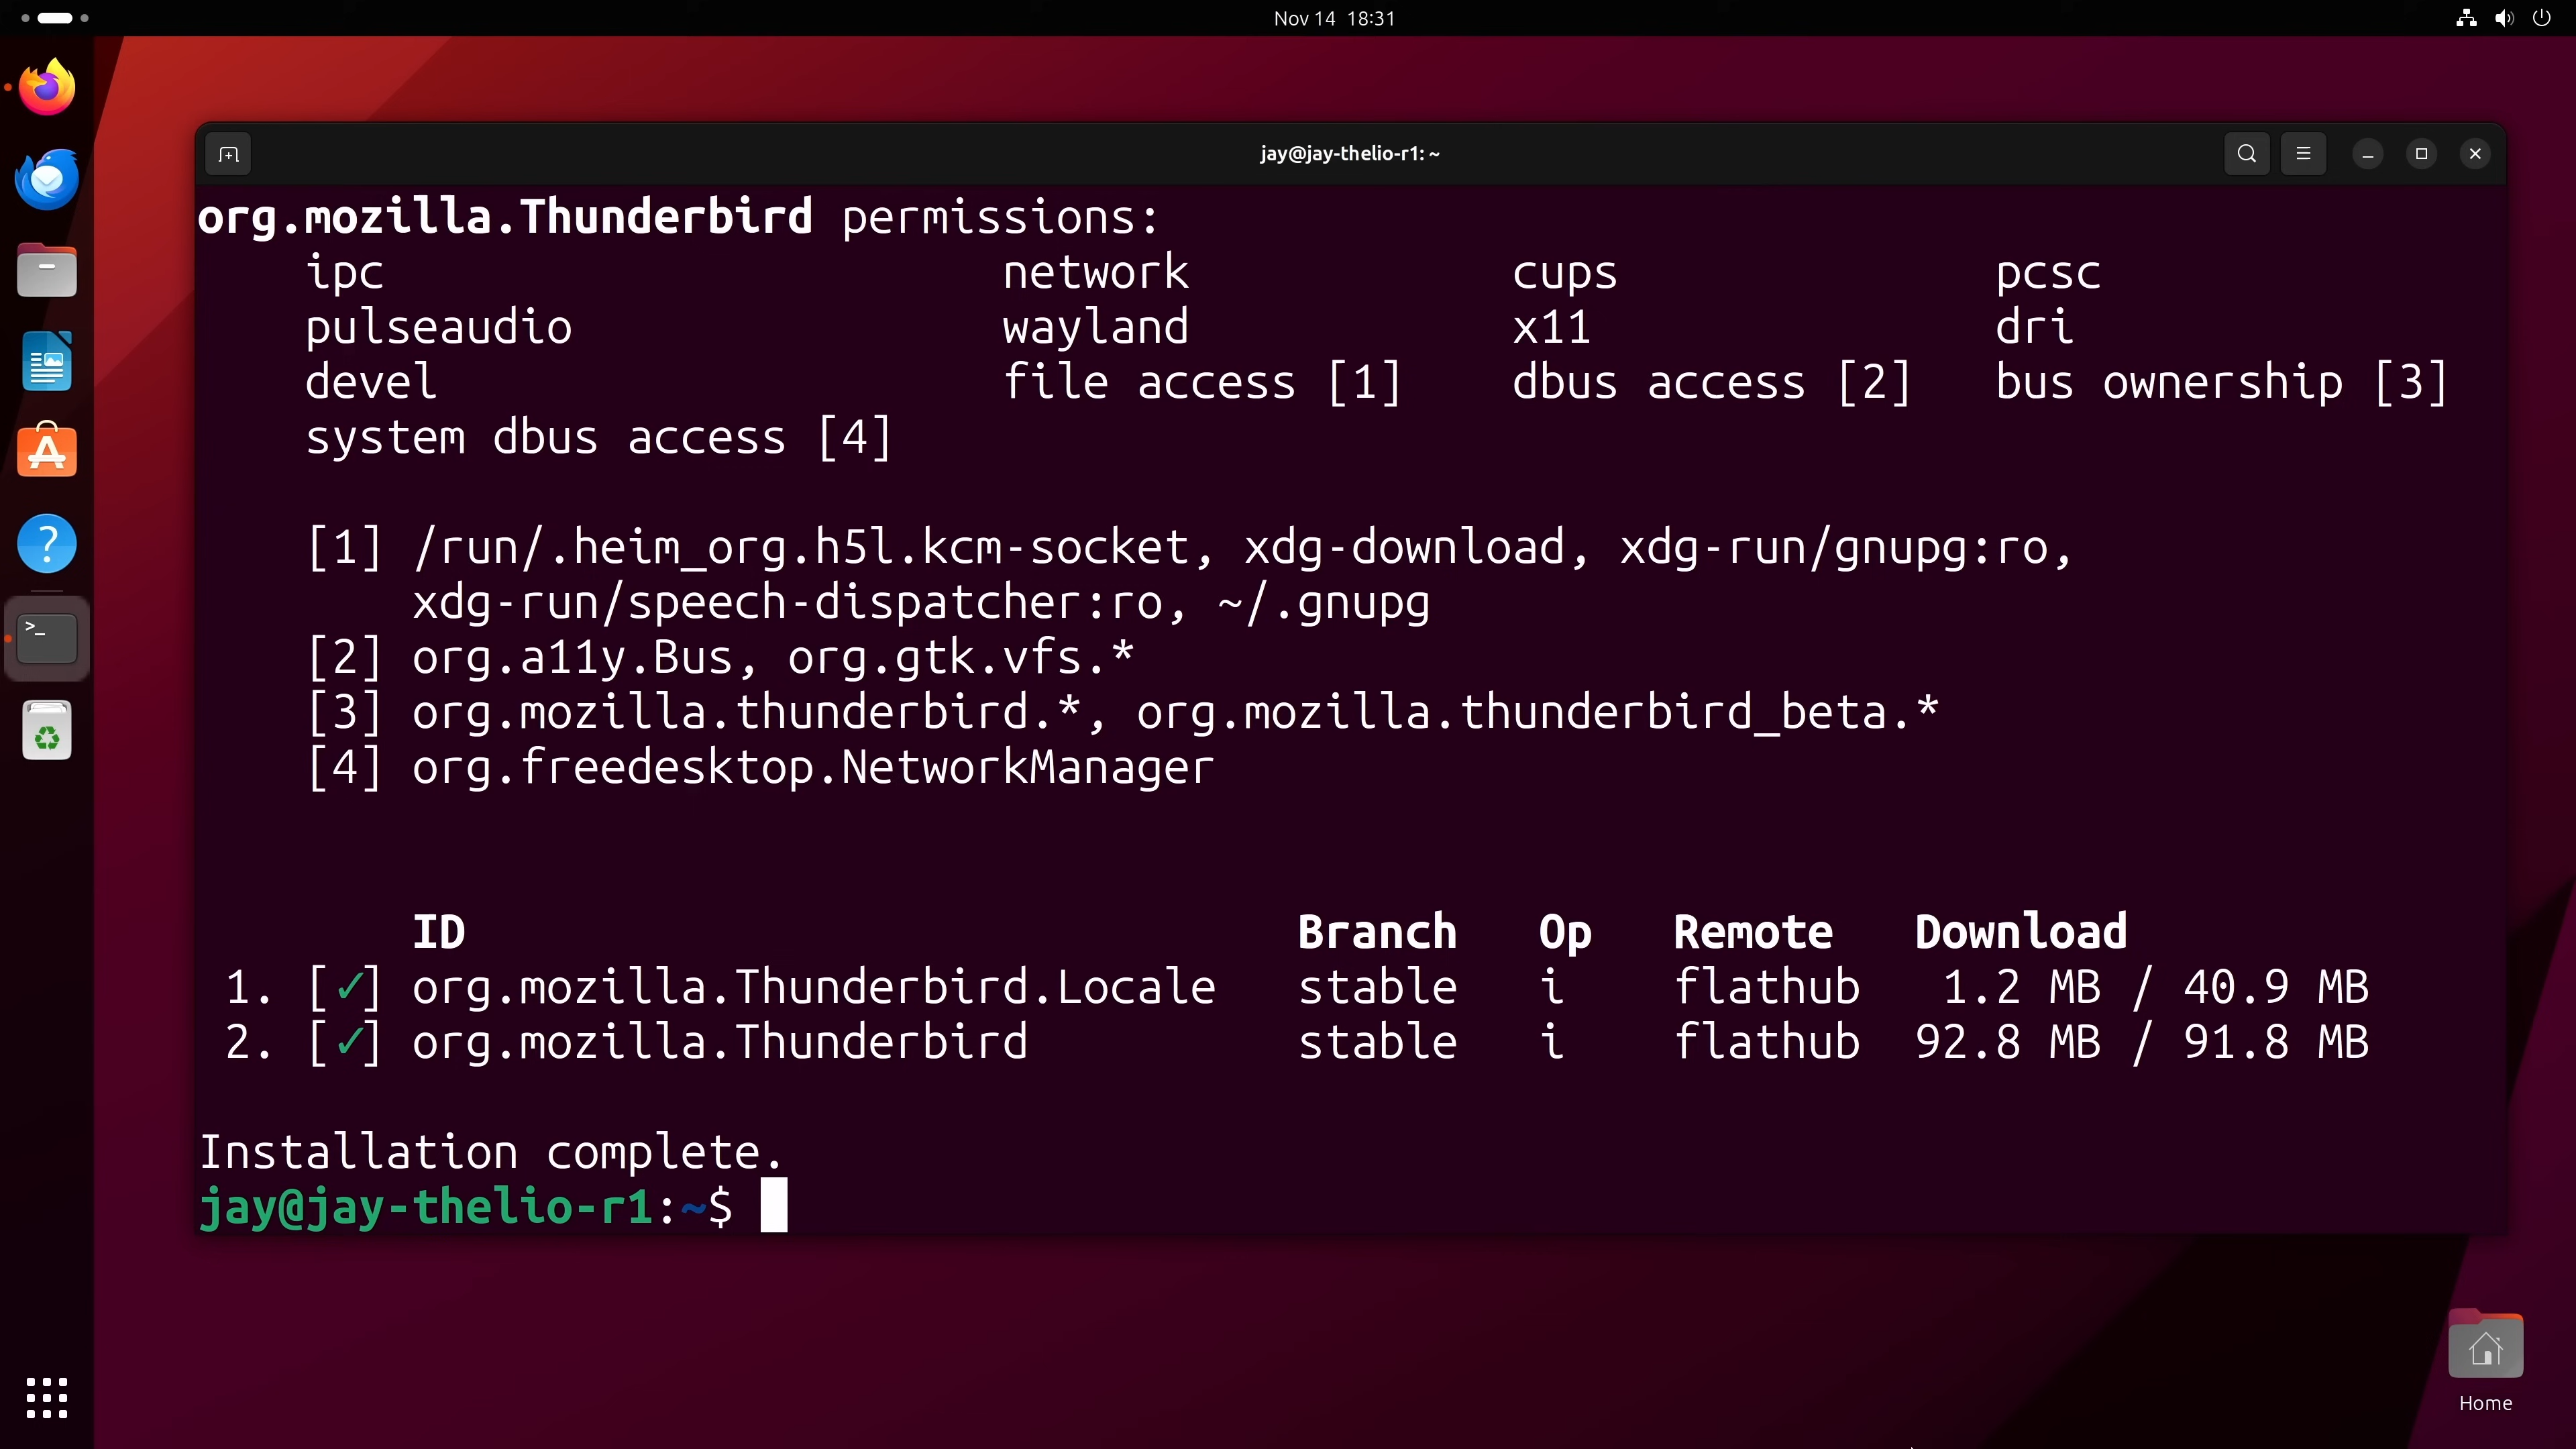 Nov 14 18:31
jay@jay-thelio-r1: ~
org.mozilla.Thunderbird permissions:
ipc network cups pcsc
pulseaudio wayland x11 dri
devel file access [1] dbus access [2] bus ownership [3]
system dbus access [4]
[1] /run/.heim_org.h5l.kcm-socket, xdg-download, xdg-run/gnupg:ro,
xdg-run/speech-dispatcher:ro, ~/.gnupg
[2] org.a11y.Bus, org.gtk.vfs.*
[3] org.mozilla.thunderbird.*, org.mozilla.thunderbird_beta.*
[4] org.freedesktop.NetworkManager
ID Branch Op Remote Download
1. [✓] org.mozilla.Thunderbird.Locale stable i flathub 1.2 MB / 40.9 MB
2. [✓] org.mozilla.Thunderbird stable i flathub 92.8 MB / 91.8 MB
Installation complete.
jay@jay-thelio-r1:~$
Home